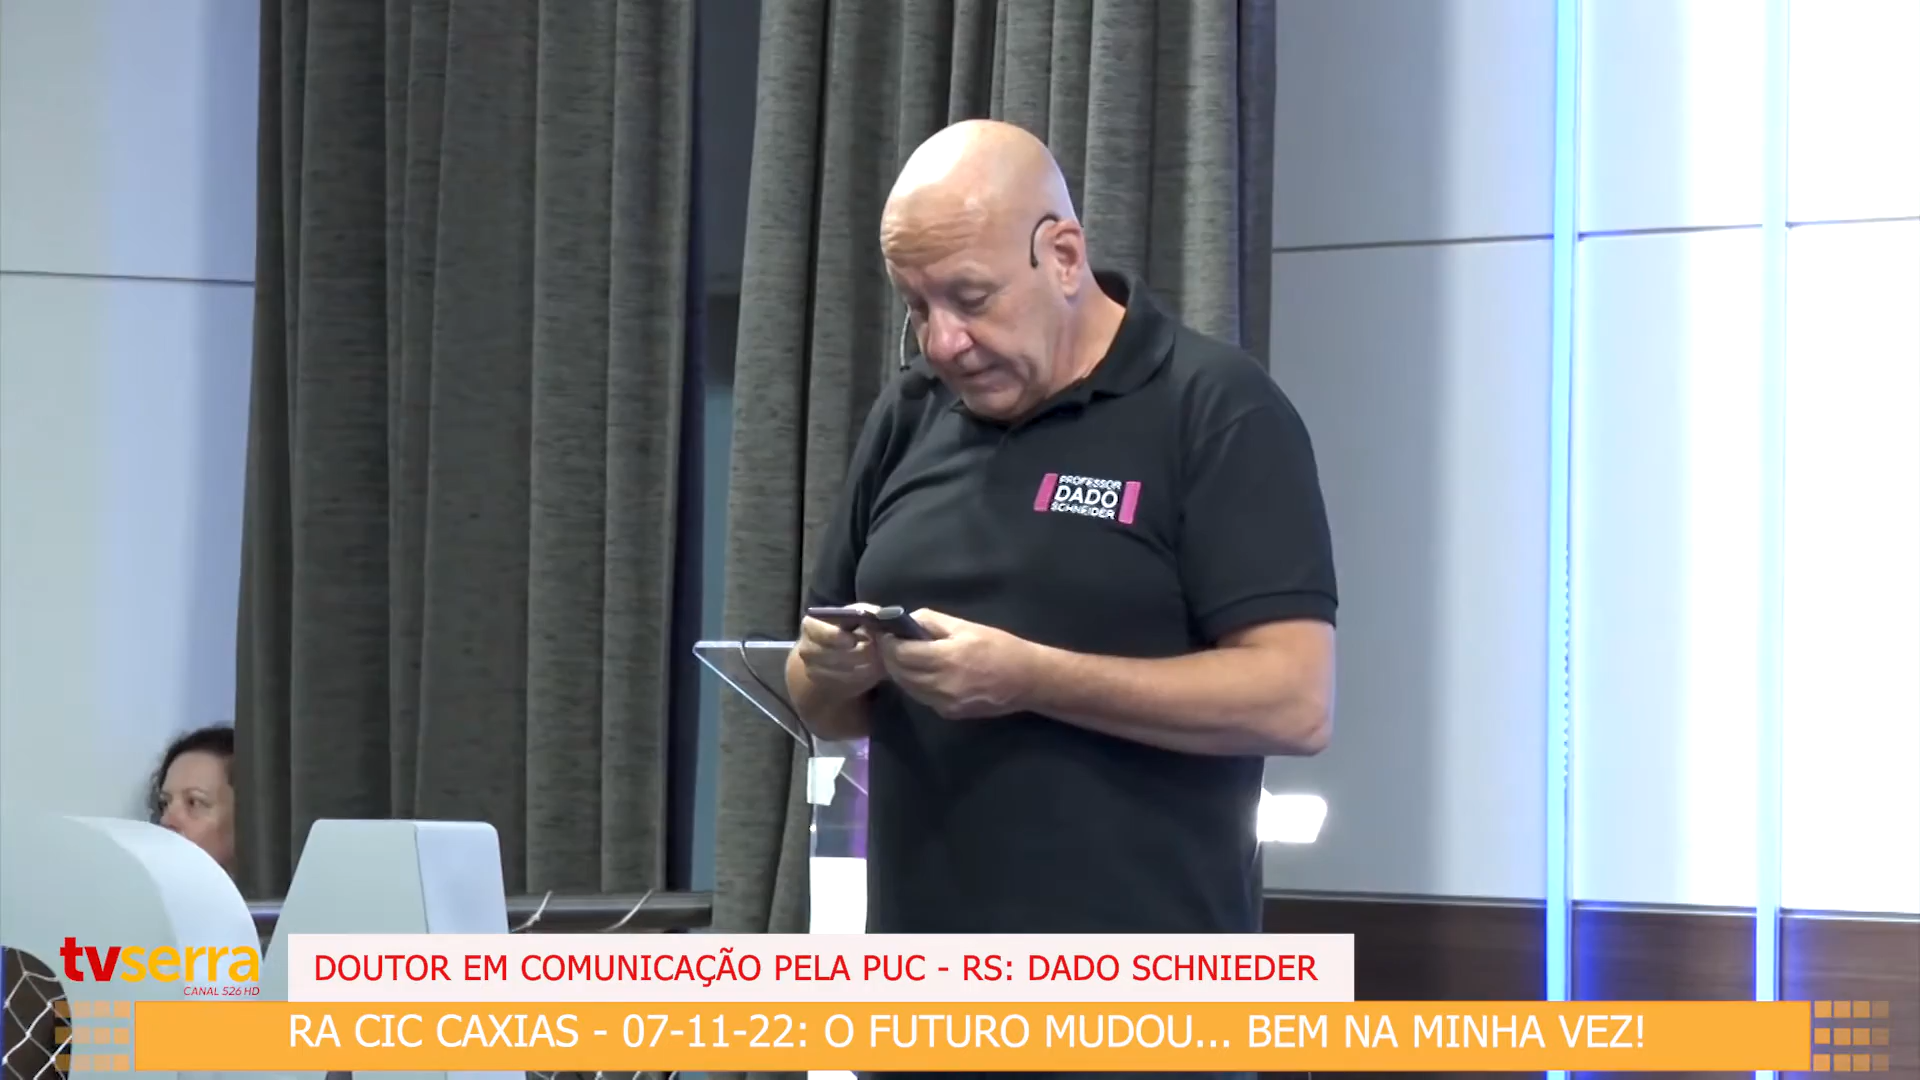 PROFESSOR
DADO
SCHNEIDER
tvserra
CANAL 526 HD
DOUTOR EM COMUNICAÇÃO PELA PUC - RS: DADO SCHNIEDER
RA CIC CAXIAS - 07-11-22: O FUTURO MUDOU... BEM NA MINHA VEZ!